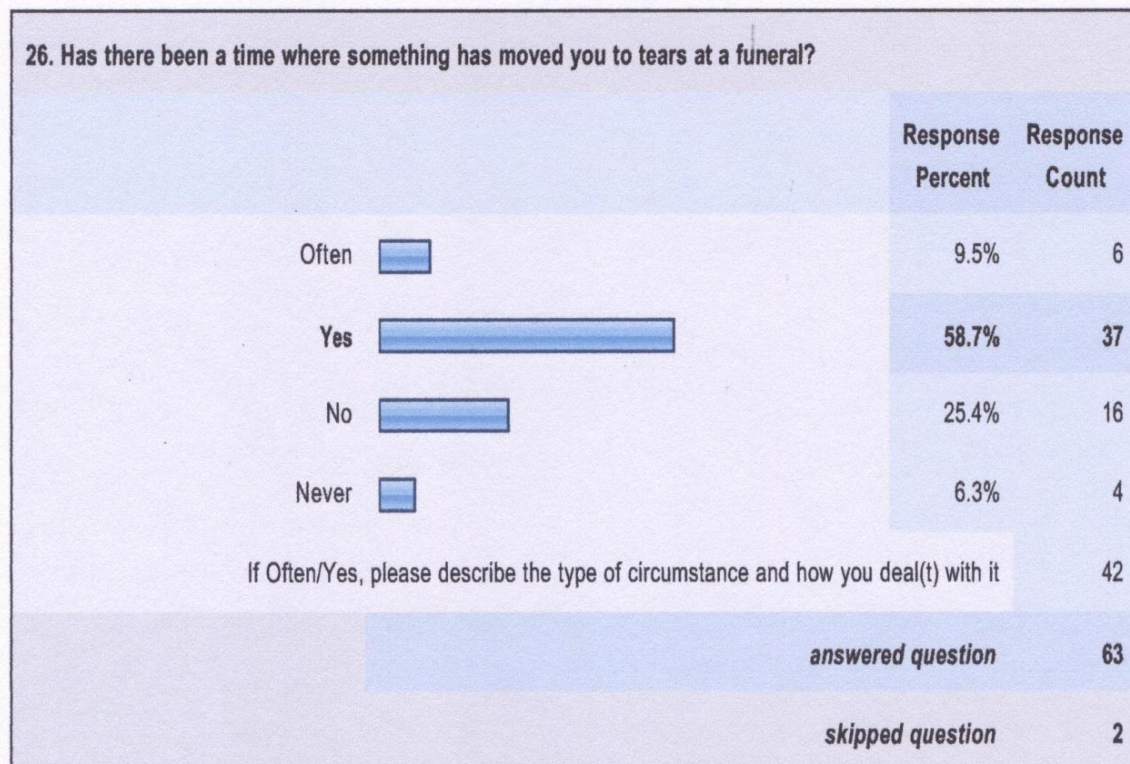 26. Has there been a time where something has moved you to tears at a funeral?
Response Percent Response Count
Often 9.5% 6
Yes 58.7% 37
No 25.4% 16
Never 6.3% 4
If Often/Yes, please describe the type of circumstance and how you deal(t) with it 42
answered question 63
skipped question 2